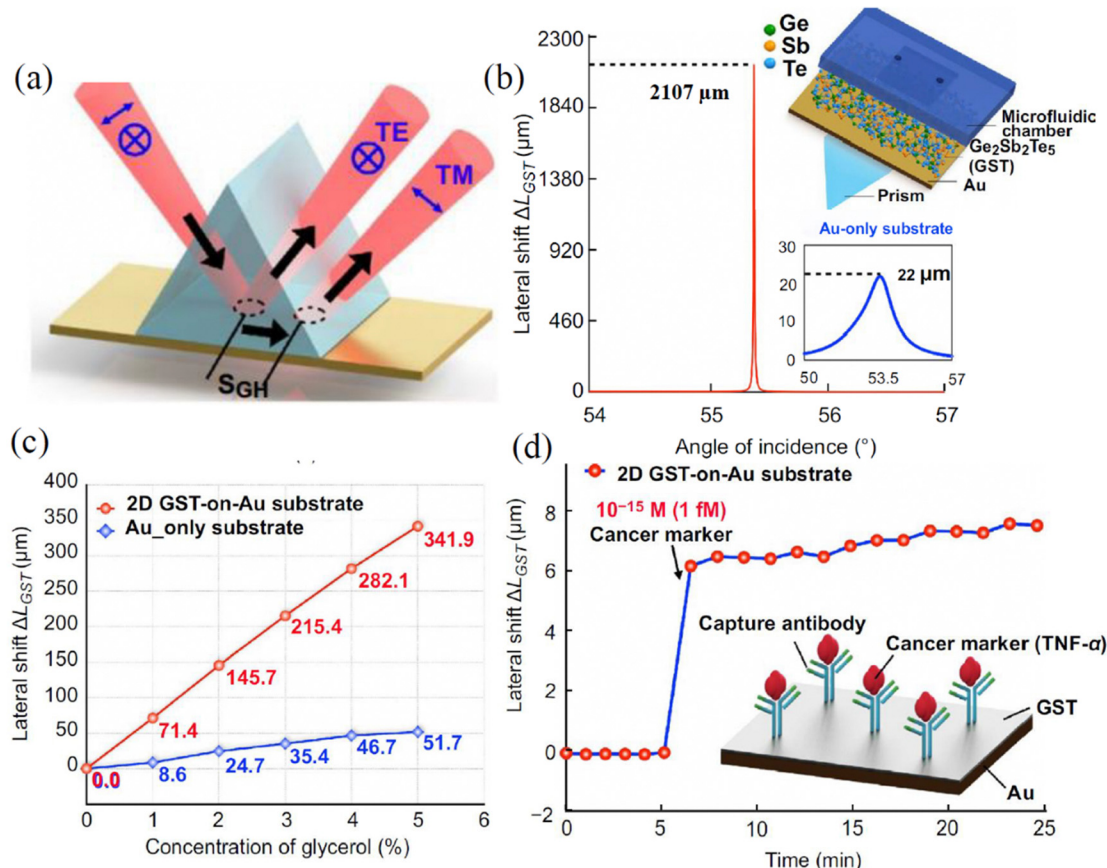 (a)
TE
TM
SGH
(b)
Ge
Sb
Te
2300
1840
1380
920
460
0
54
55
56
57
2107 µm
Lateral shift ΔLGST (µm)
Angle of incidence (°)
Microfluidic
chamber
Ge2Sb2Te5
(GST)
Au
Prism
Au-only substrate
30
20
10
0
22 µm
50
53.5
57
(c)
400
350
300
250
200
150
100
50
0
2D GST-on-Au substrate
Au_only substrate
341.9
282.1
215.4
145.7
71.4
0.0
8.6
24.7
35.4
46.7
51.7
Lateral shift ΔLGST (µm)
0
1
2
3
4
5
6
Concentration of glycerol (%)
(d)
2D GST-on-Au substrate
8
6
4
2
0
−2
10−15 M (1 fM)
Cancer marker
Lateral shift ΔLGST (µm)
Capture antibody
Cancer marker (TNF-α)
GST
Au
0
5
10
15
20
25
Time (min)